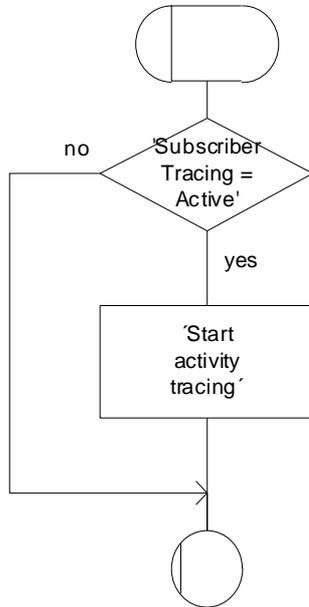 'Subscriber
Tracing =
Active'
no
yes
´Start
activity
tracing´